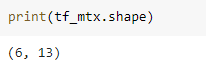 print(tf_mtx.shape)
(6, 13)